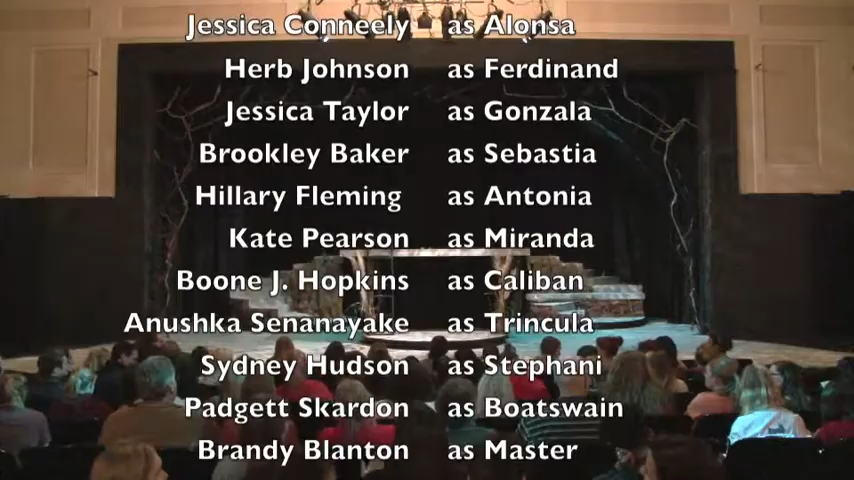 Jessica Conneely as Alonsa
Herb Johnson as Ferdinand
Jessica Taylor as Gonzala
Brookley Baker as Sebastia
Hillary Fleming as Antonia
Kate Pearson as Miranda
Boone J. Hopkins as Caliban
Anushka Senanayake as Trincula
Sydney Hudson as Stephani
Padgett Skardon as Boatswain
Brandy Blanton as Master